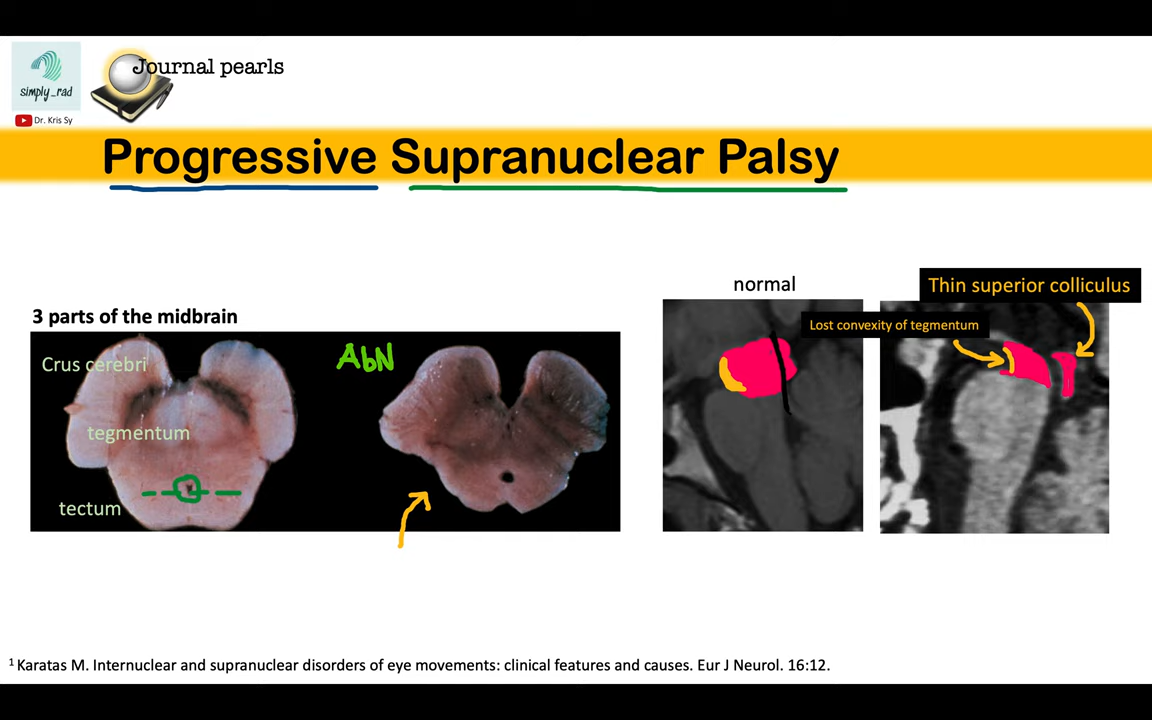 Journal pearls
simply_rad
Dr. Kris Sy
Progressive Supranuclear Palsy
normal
Thin superior colliculus
3 parts of the midbrain
Lost convexity of tegmentum
AbN
Crus cerebri
tegmentum
tectum
1 Karatas M. Internuclear and supranuclear disorders of eye movements: clinical features and causes. Eur J Neurol. 16:12.